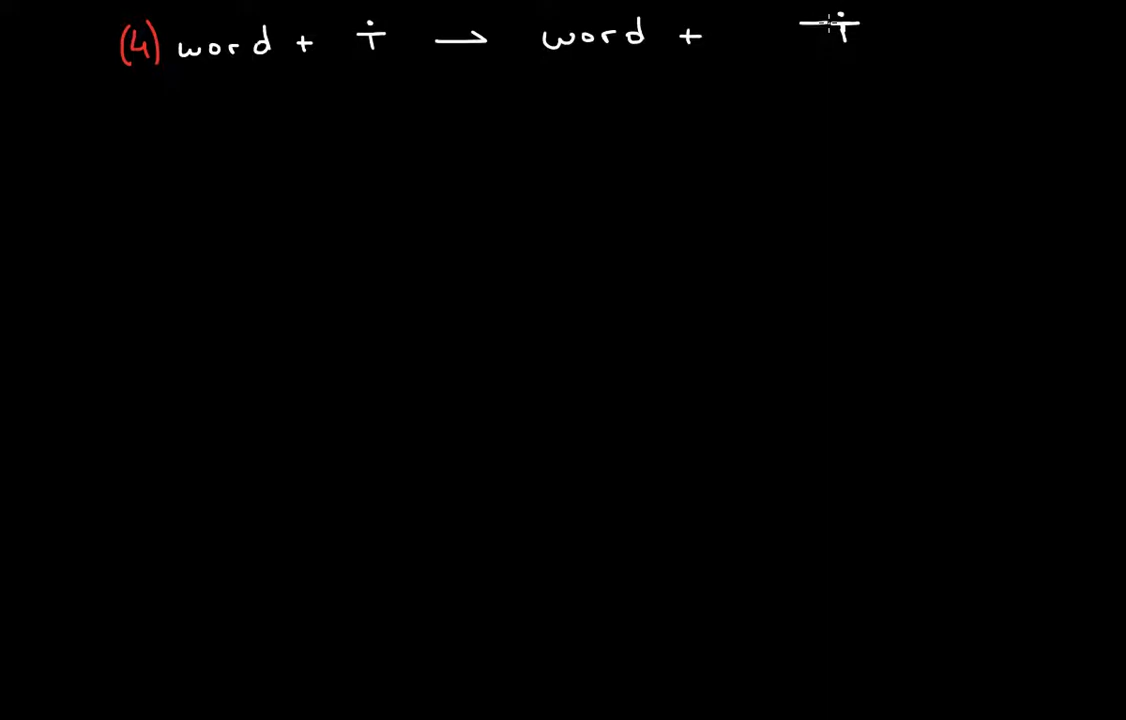 (4) word + Ṫ → word + Ṫ